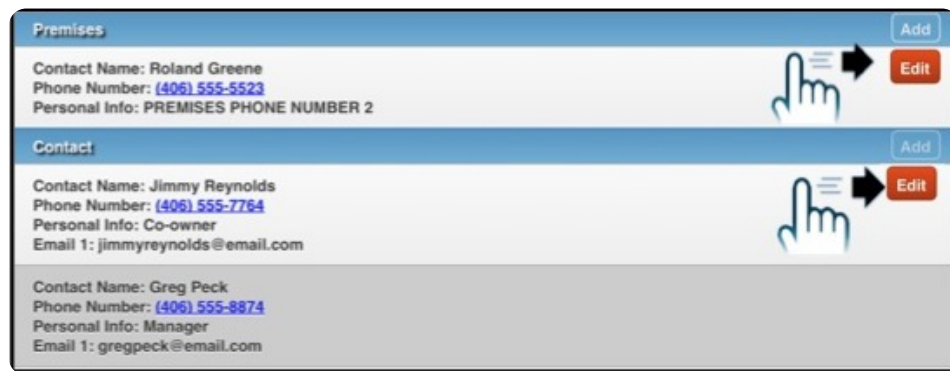 Premises
Add
Contact Name: Roland Greene
Edit
Phone Number: (406) 555-5523
Personal Info: PREMISES PHONE NUMBER 2
Contact
Add
Contact Name: Jimmy Reynolds
Edit
Phone Number: (406) 555-7764
Personal Info: Co-owner
Email 1: jimmyreynolds@email.com
Contact Name: Greg Peck
Phone Number: (406) 555-8874
Personal Info: Manager
Email 1: gregpeck@email.com